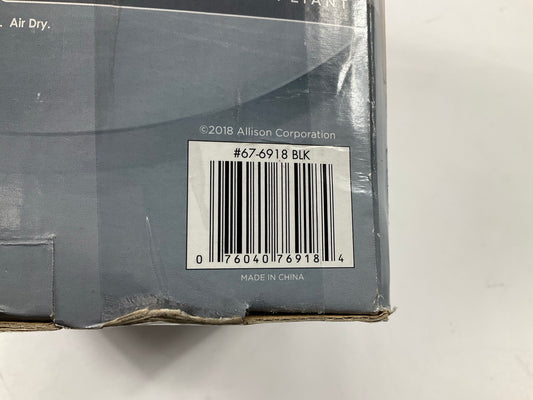 Air Dry.
©2018 Allison Corporation
#67-6918 BLK
0 76040 76918 4
MADE IN CHINA